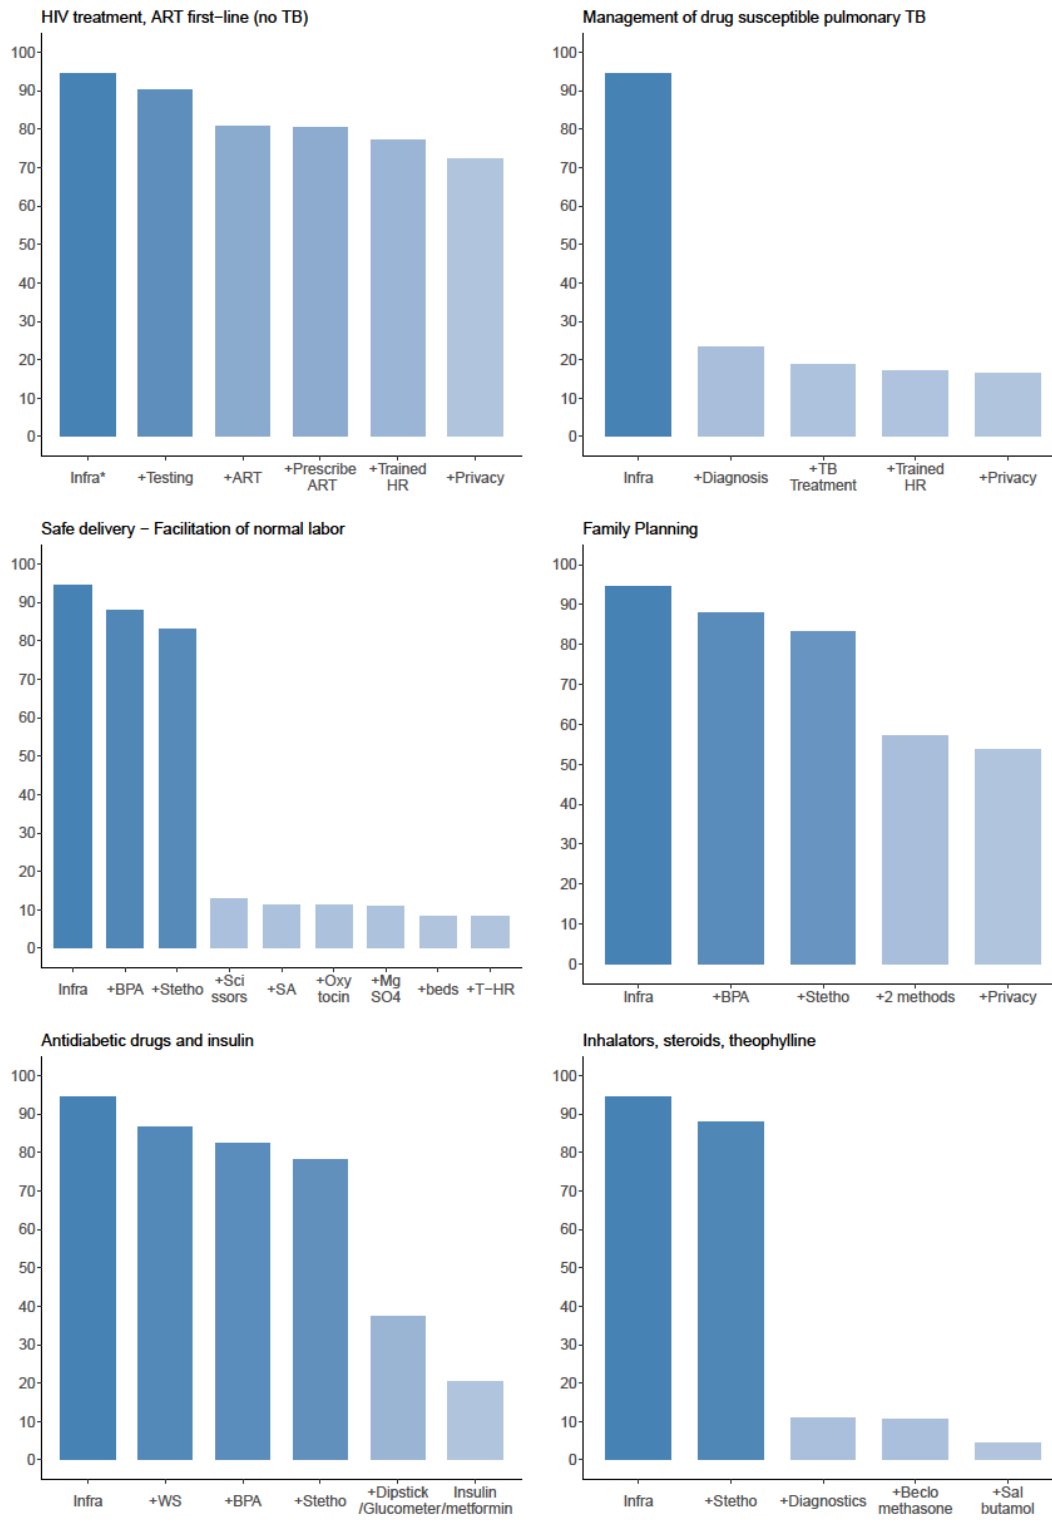 HIV treatment, ART first−line (no TB)
100
90
80
70
60
50
40
30
20
10
0
Infra*
+Testing
+ART
+Prescribe
ART
+Trained
HR
+Privacy
Management of drug susceptible pulmonary TB
100
90
80
70
60
50
40
30
20
10
0
Infra
+Diagnosis
+TB
Treatment
+Trained
HR
+Privacy
Safe delivery − Facilitation of normal labor
100
90
80
70
60
50
40
30
20
10
0
Infra
+BPA
+Stetho
+Sci
ssors
+SA
+Oxy
tocin
+Mg
SO4
+beds
+T−HR
Family Planning
100
90
80
70
60
50
40
30
20
10
0
Infra
+BPA
+Stetho
+2 methods
+Privacy
Antidiabetic drugs and insulin
100
90
80
70
60
50
40
30
20
10
0
Infra
+WS
+BPA
+Stetho
+Dipstick
/Glucometer
Insulin
/metformin
Inhalators, steroids, theophylline
100
90
80
70
60
50
40
30
20
10
0
Infra
+Stetho
+Diagnostics
+Beclo
methasone
+Sal
butamol